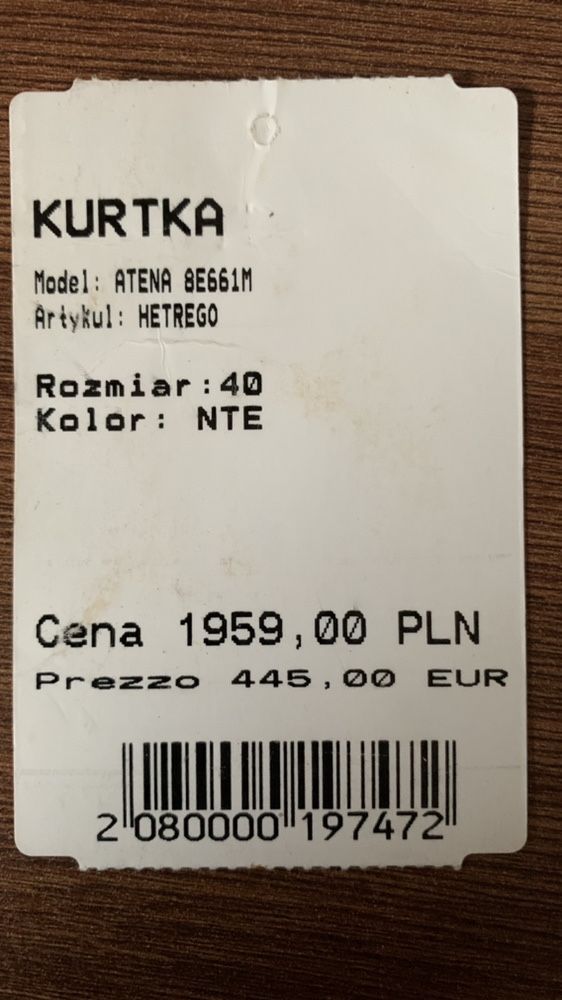 KURTKA
Model: ATENA 8E661M
Artykul: HETREGO
Rozmiar:40
Kolor: NTE
Cena 1959,00 PLN
Prezzo 445,00 EUR
2 080000 197472